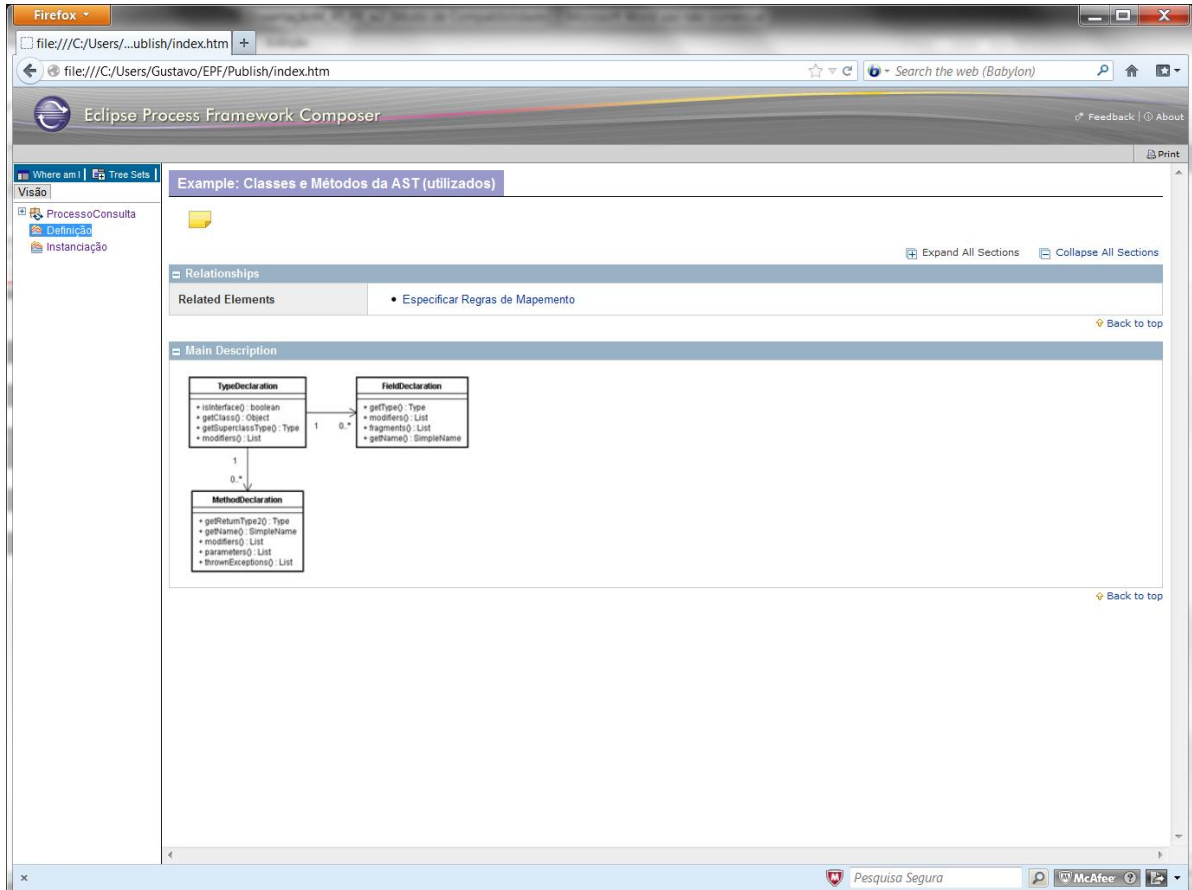 Firefox
file:///C:/Users/...ublish/index.htm +
file:///C:/Users/Gustavo/EPF/Publish/index.htm
Search the web (Babylon)
Eclipse Process Framework Composer
Feedback | About
Print
Where am I Tree Sets
Visão
ProcessoConsulta
Definição
Instanciação
Example: Classes e Métodos da AST (utilizados)
Expand All Sections Collapse All Sections
Relationships
Related Elements
• Especificar Regras de Mapemento
Back to top
Main Description
TypeDeclaration
+ isInterface() : boolean
+ getClass() : Object
+ getSuperclassType() : Type
+ modifiers() : List
1 0..*
FieldDeclaration
+ getType() : Type
+ modifiers() : List
+ fragments() : List
+ getName() : SimpleName
1
0..*
MethodDeclaration
+ getReturnType2() : Type
+ getName() : SimpleName
+ modifiers() : List
+ parameters() : List
+ thrownExceptions() : List
Back to top
Pesquisa Segura
McAfee